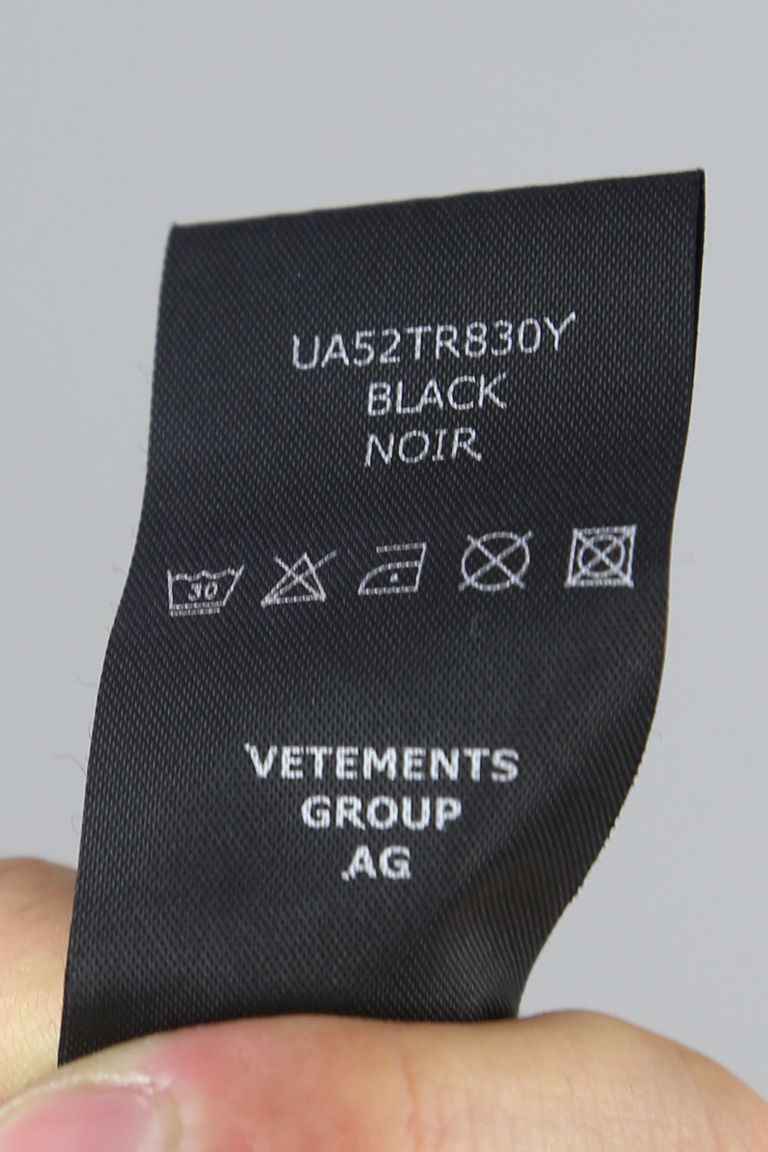 UA52TR830Y
BLACK
NOIR
30
VETEMENTS
GROUP
AG